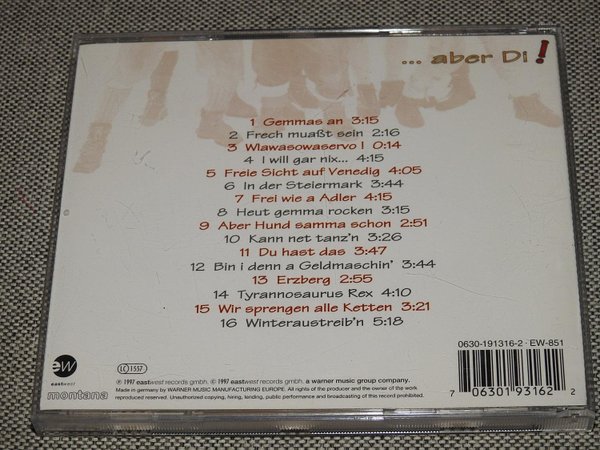 ... aber Di!
1 Gemmas an 3:15
2 Frech muaßt sein 2:16
3 Wlawasowaservo! 0:14
4 I will gar nix... 4:15
5 Freie Sicht auf Venedig 4:05
6 In der Steiermark 3:44
7 Frei wie a Adler 4:15
8 Heut gemma rocken 3:15
9 Aber Hund samma schon 2:51
10 Kann net tanz'n 3:26
11 Du hast das 3:47
12 Bin i denn a Geldmaschin' 3:44
13 Erzberg 2:55
14 Tyrannosaurus Rex 4:10
15 Wir sprengen alle Ketten 3:21
16 Winteraustreib'n 5:18
ew
eastwest
montana
LC 1557
0630-191316-2 · EW-851
℗ 1997 eastwest records gmbh. © 1997 eastwest records gmbh. a warner music group company.
Made in germany by WARNER MUSIC MANUFACTURING EUROPE. All rights of the producer and the owner of the work
reproduced reserved. Unauthorized copying, hiring, lending, public performance and broadcasting of this record prohibited.
7 06301 93162 2